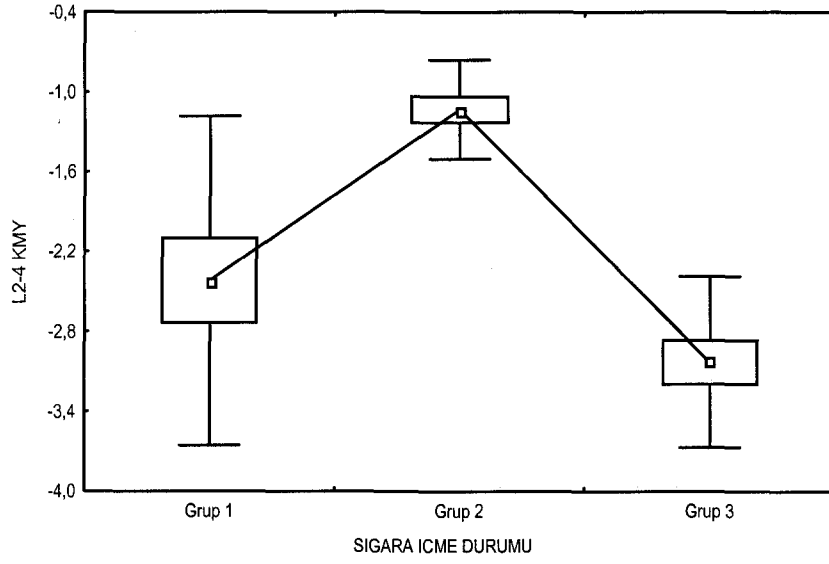 -0,4
-1,0
-1,6
-2,2
-2,8
-3,4
-4,0
L2-4 KMY
Grup 1 Grup 2 Grup 3
SIGARA ICME DURUMU